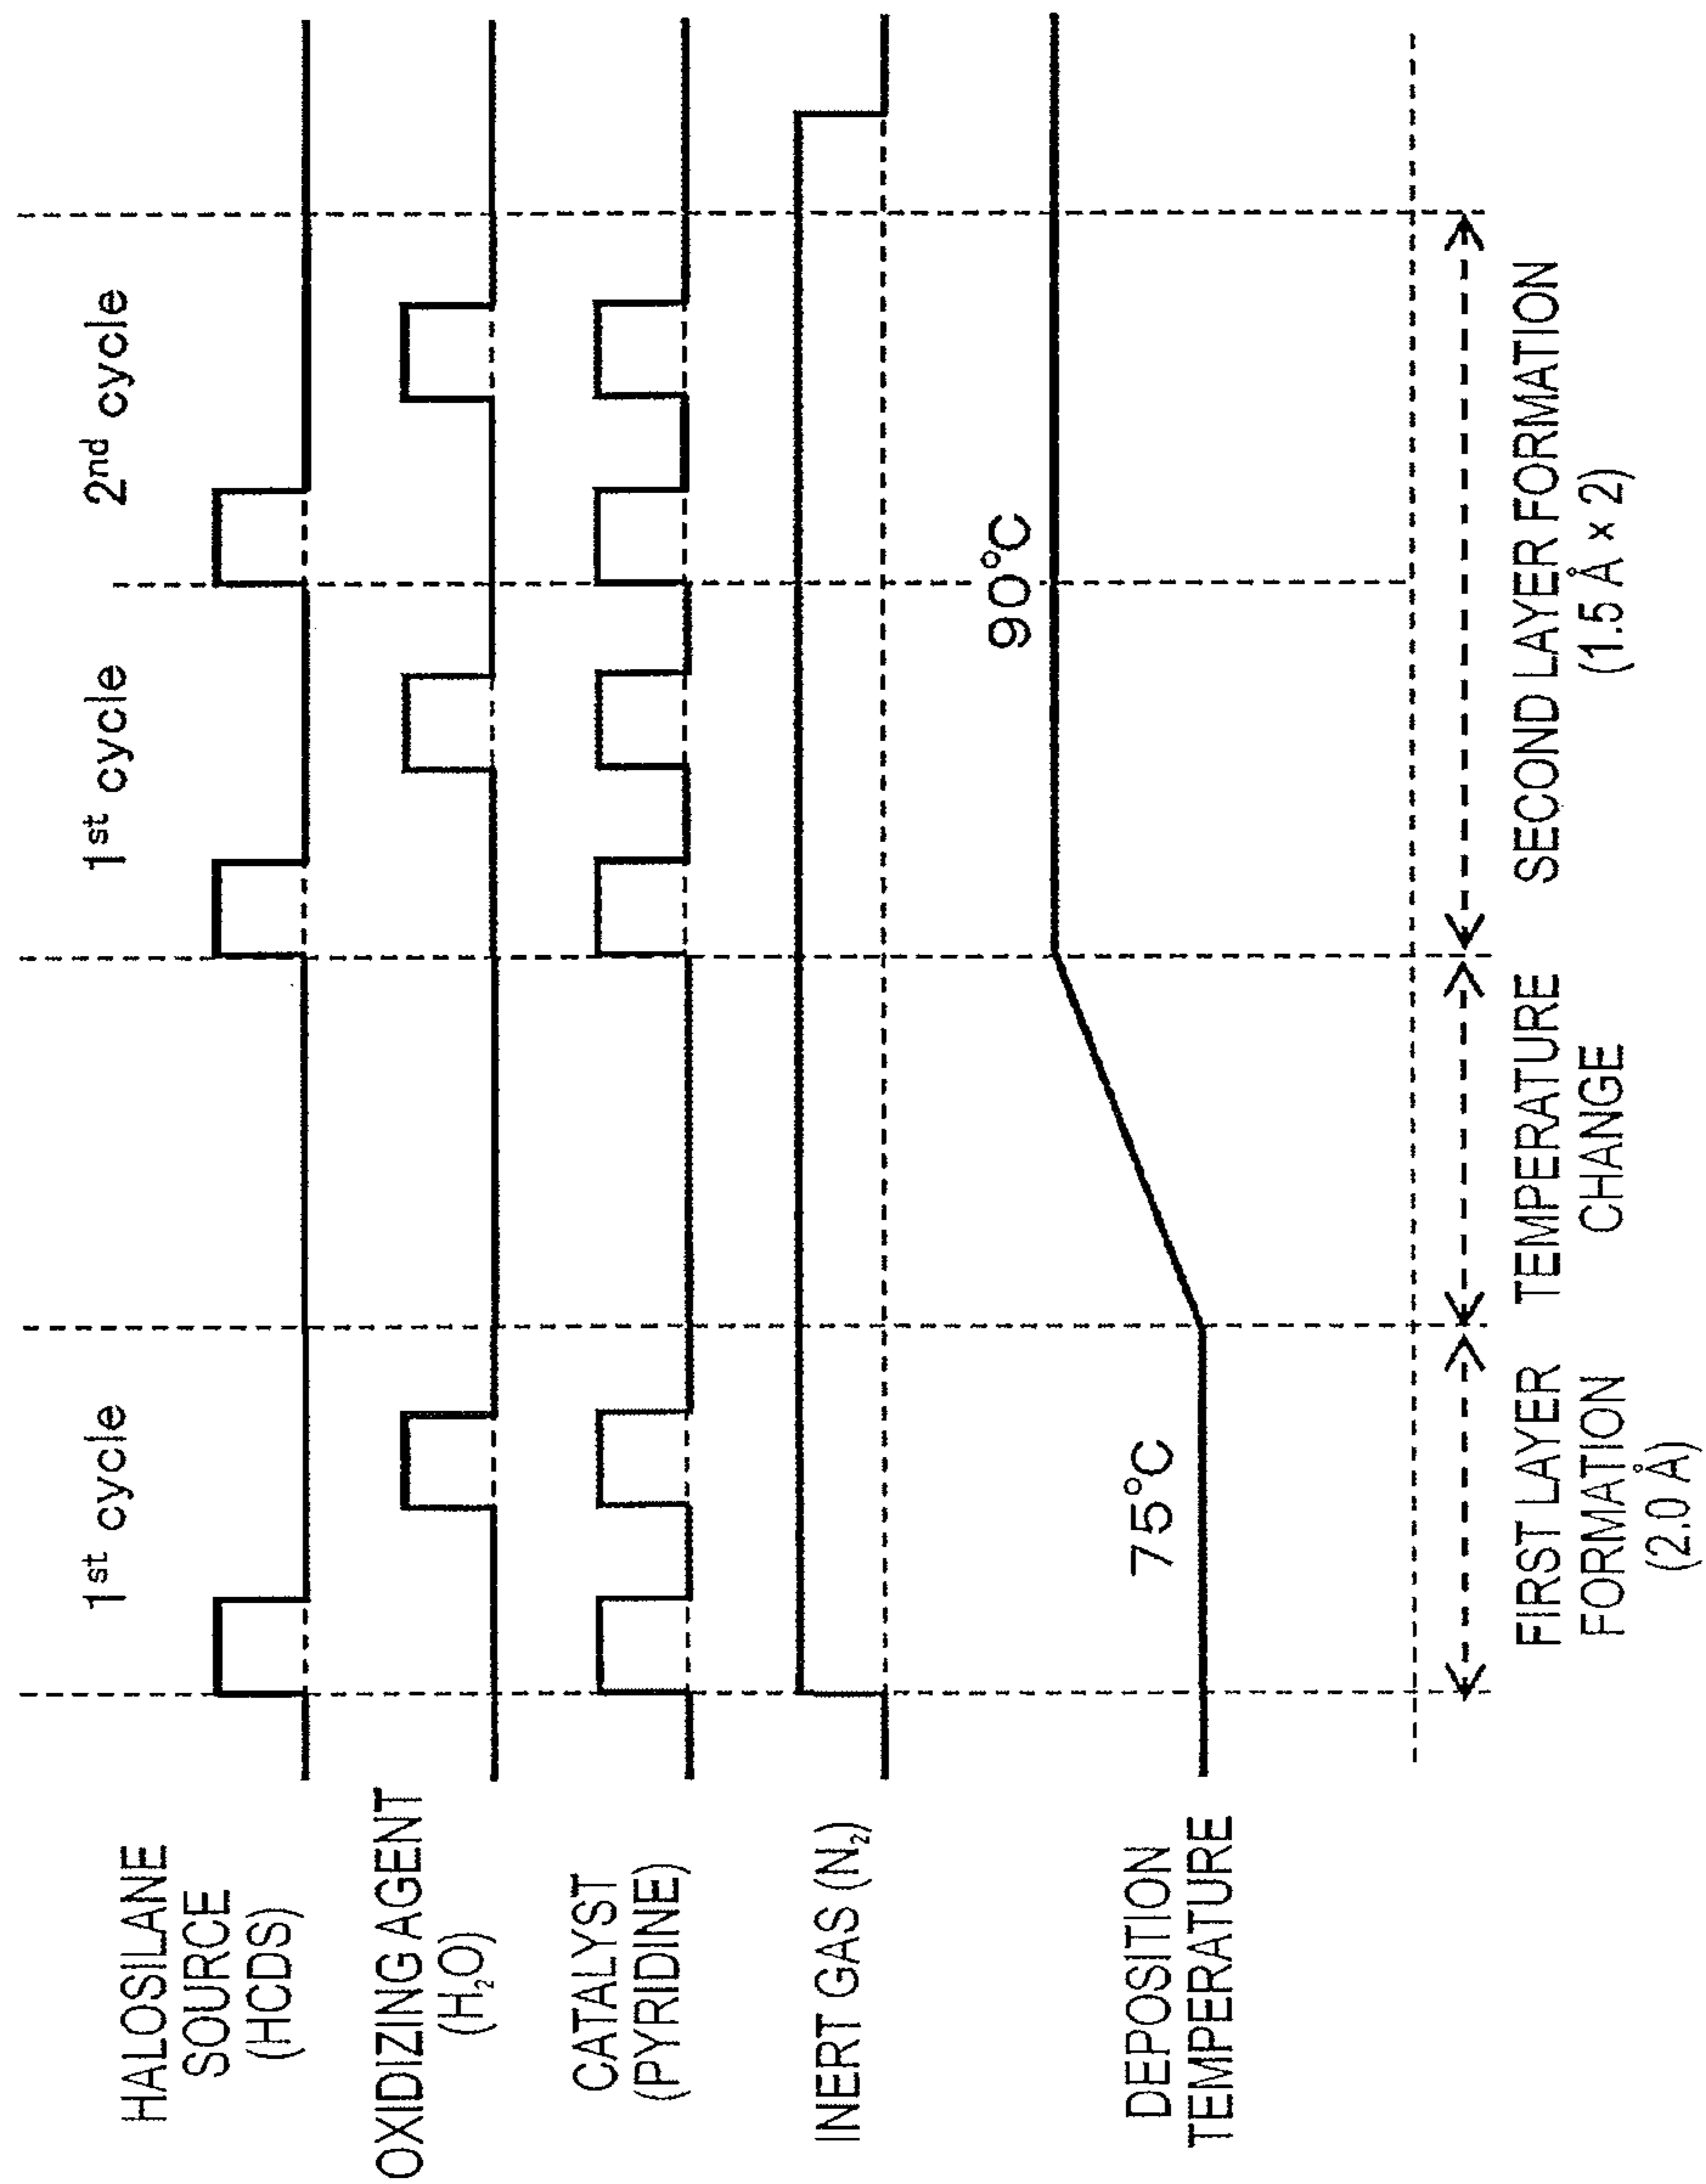 1st cycle
1st cycle
2nd cycle
HALOSILANE
SOURCE
(HCDS)
OXIDIZING AGENT
(H₂O)
CATALYST
(PYRIDINE)
INERT GAS (N₂)
DEPOSITION
TEMPERATURE
75°C
90°C
FIRST LAYER
FORMATION
(2.0 Å)
TEMPERATURE
CHANGE
SECOND LAYER FORMATION
(1.5 Å × 2)